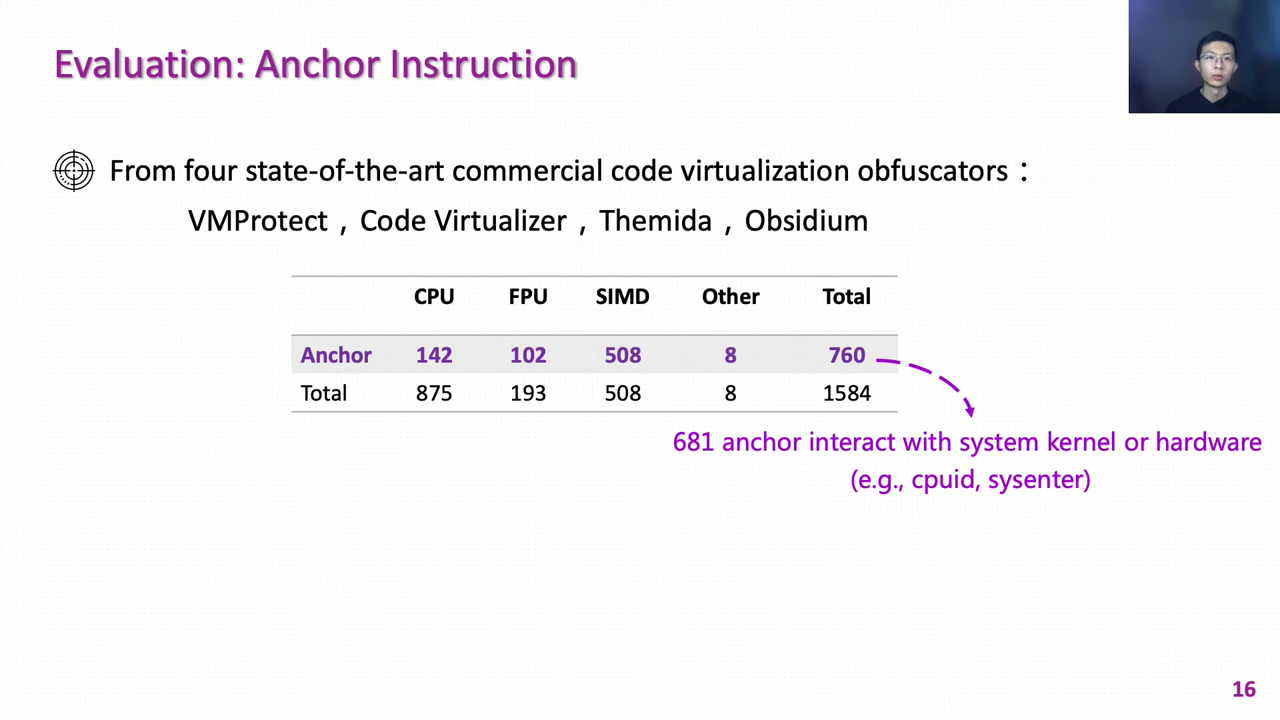 Evaluation: Anchor Instruction
From four state-of-the-art commercial code virtualization obfuscators：
VMProtect，Code Virtualizer，Themida，Obsidium
CPU FPU SIMD Other Total
Anchor 142 102 508 8 760
Total 875 193 508 8 1584
681 anchor interact with system kernel or hardware
(e.g., cpuid, sysenter)
16